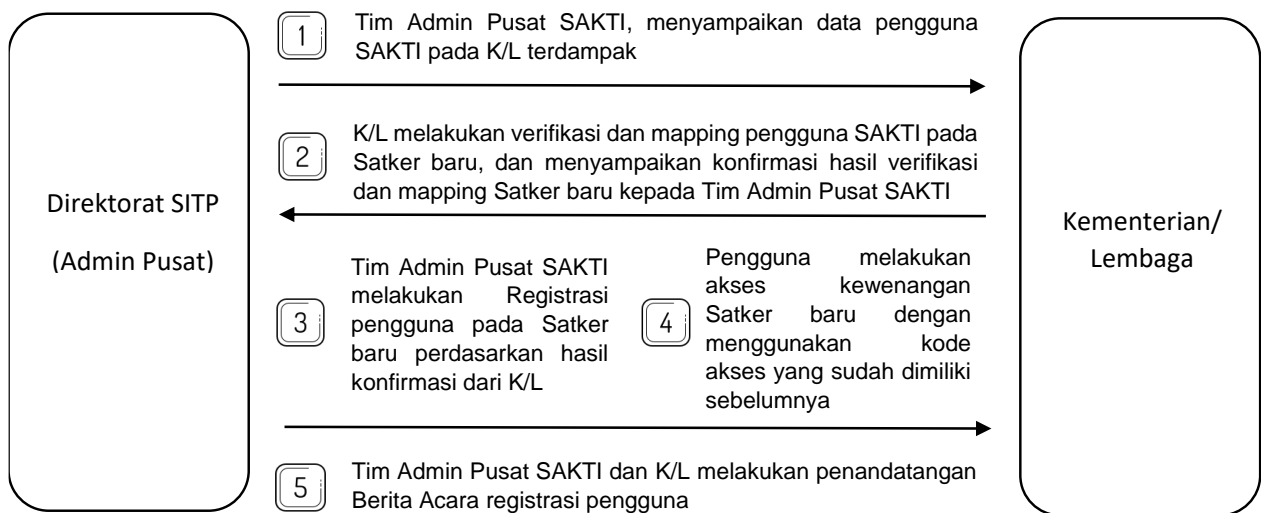 Direktorat SITP
(Admin Pusat)
1
Tim Admin Pusat SAKTI, menyampaikan data pengguna
SAKTI pada K/L terdampak
2
K/L melakukan verifikasi dan mapping pengguna SAKTI pada
Satker baru, dan menyampaikan konfirmasi hasil verifikasi
dan mapping Satker baru kepada Tim Admin Pusat SAKTI
3
Tim Admin Pusat SAKTI
melakukan Registrasi
pengguna pada Satker
baru perdasarkan hasil
konfirmasi dari K/L
4
Pengguna melakukan
akses kewenangan
Satker baru dengan
menggunakan kode
akses yang sudah dimiliki
sebelumnya
5
Tim Admin Pusat SAKTI dan K/L melakukan penandatangan
Berita Acara registrasi pengguna
Kementerian/
Lembaga